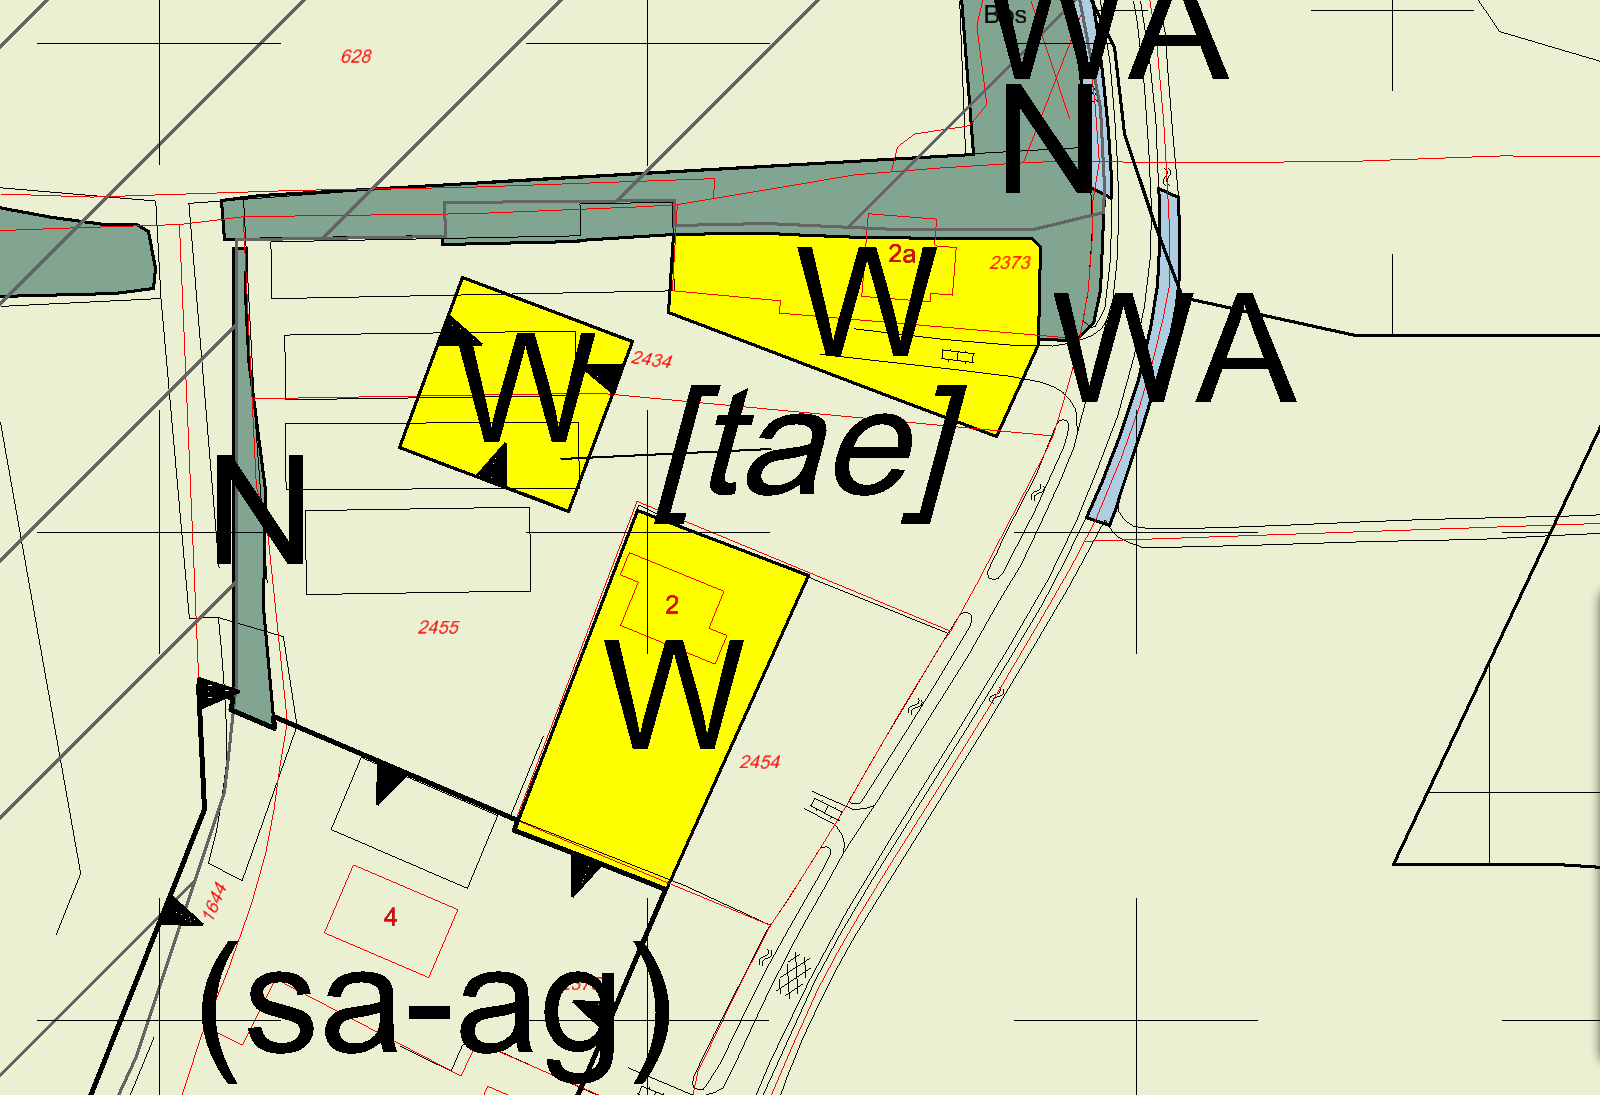 Bos
WA
628
N
2a
2373
W
WA
2434
W
[tae]
N
2
2455
W
2454
1644
4
(sa-ag)